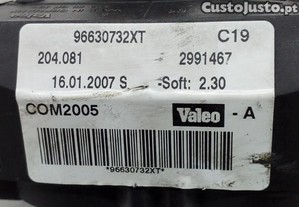 CustoJusto.pt
96630732XT C19
204.081 2991467
16.01.2007 S -Soft: 2.30
COM2005 Valeo -A
*96630732XT*